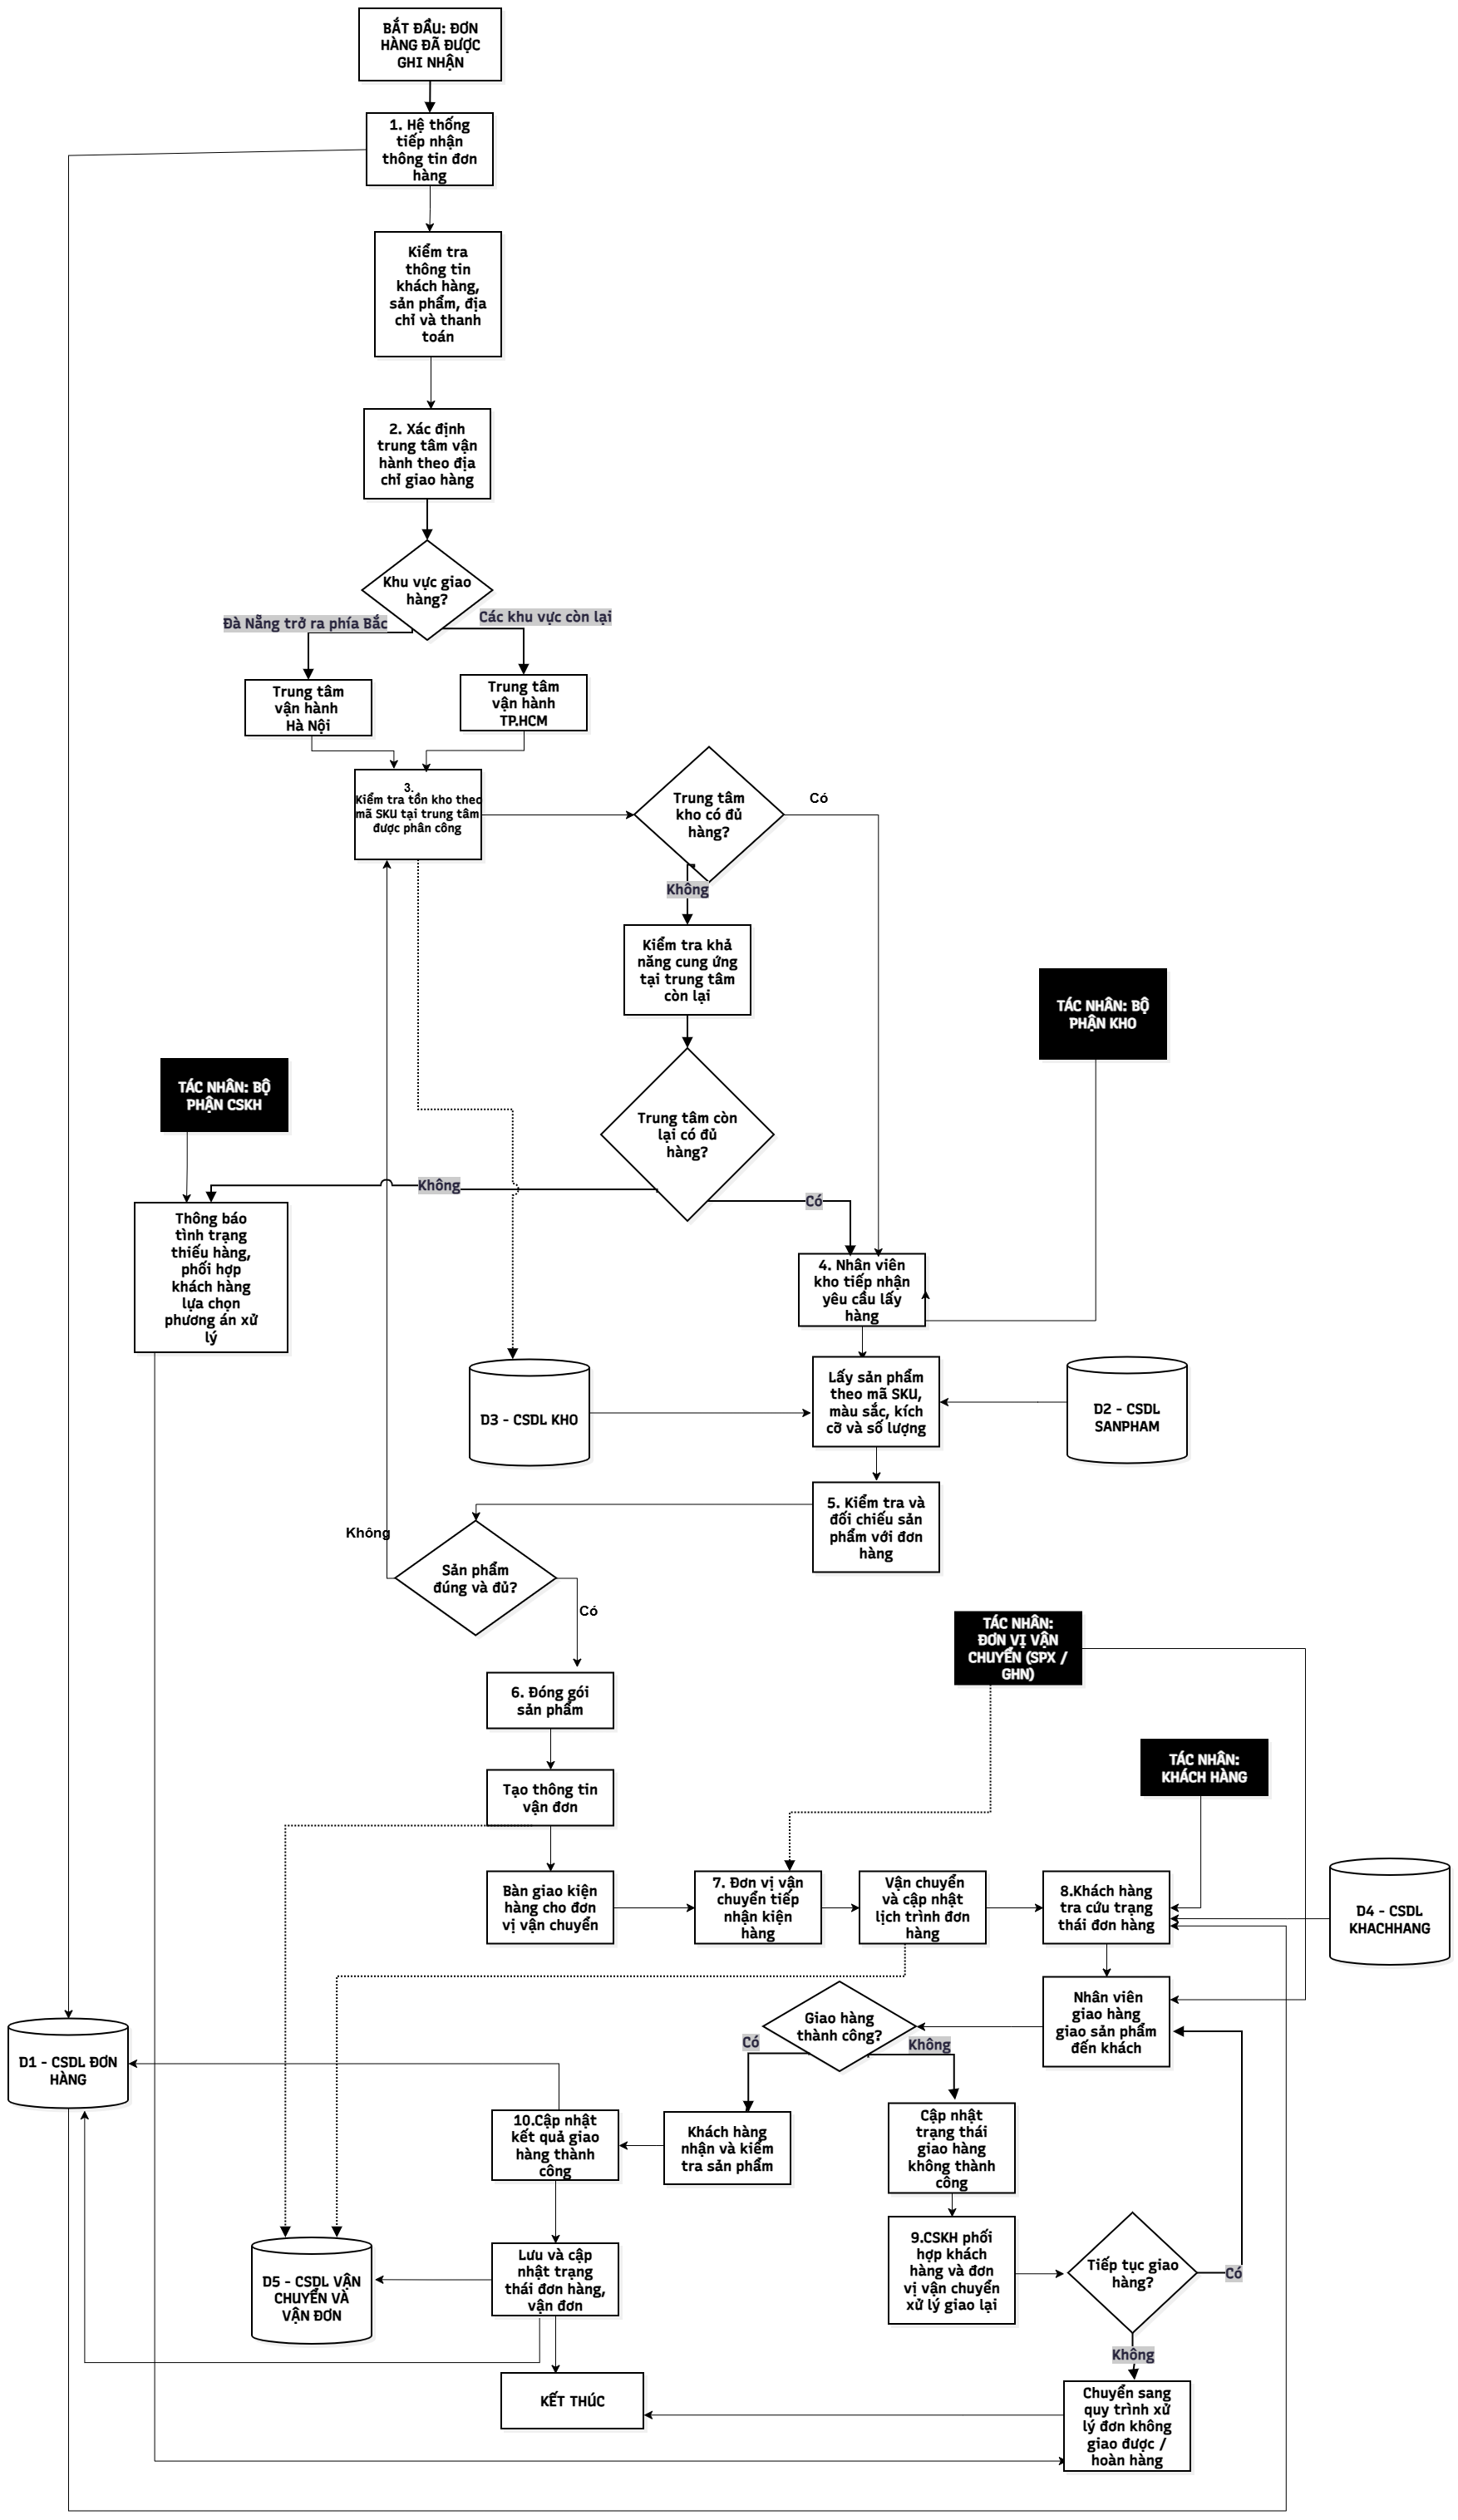 BẮT ĐẦU: ĐƠN
HÀNG ĐÃ ĐƯỢC
GHI NHẬN
1. Hệ thống
tiếp nhận
thông tin đơn
hàng
Kiểm tra
thông tin
khách hàng,
sản phẩm, địa
chỉ và thanh
toán
2. Xác định
trung tâm vận
hành theo địa
chỉ giao hàng
Khu vực giao
hàng?
Đà Nẵng trở ra phía Bắc
Các khu vực còn lại
Trung tâm
vận hành
Hà Nội
Trung tâm
vận hành
TP.HCM
3.
Kiểm tra tồn kho theo
mã SKU tại trung tâm
được phân công
Trung tâm
kho có đủ
hàng?
Có
Không
Kiểm tra khả
năng cung ứng
tại trung tâm
còn lại
TÁC NHÂN: BỘ
PHẬN KHO
TÁC NHÂN: BỘ
PHẬN CSKH
Trung tâm còn
lại có đủ
hàng?
Không
Có
Thông báo
tình trạng
thiếu hàng,
phối hợp
khách hàng
lựa chọn
phương án xử
lý
4. Nhân viên
kho tiếp nhận
yêu cầu lấy
hàng
D3 - CSDL KHO
Lấy sản phẩm
theo mã SKU,
màu sắc, kích
cỡ và số lượng
D2 - CSDL
SANPHAM
5. Kiểm tra và
đối chiếu sản
phẩm với đơn
hàng
Không
Sản phẩm
đúng và đủ?
Có
TÁC NHÂN:
ĐƠN VỊ VẬN
CHUYỂN (SPX /
GHN)
6. Đóng gói
sản phẩm
TÁC NHÂN:
KHÁCH HÀNG
Tạo thông tin
vận đơn
Bàn giao kiện
hàng cho đơn
vị vận chuyển
7. Đơn vị vận
chuyển tiếp
nhận kiện
hàng
Vận chuyển
và cập nhật
lịch trình đơn
hàng
8.Khách hàng
tra cứu trạng
thái đơn hàng
D4 - CSDL
KHACHHANG
Nhân viên
giao hàng
giao sản phẩm
đến khách
Giao hàng
thành công?
Có
Không
D1 - CSDL ĐƠN
HÀNG
10.Cập nhật
kết quả giao
hàng thành
công
Khách hàng
nhận và kiểm
tra sản phẩm
Cập nhật
trạng thái
giao hàng
không thành
công
9.CSKH phối
hợp khách
hàng và đơn
vị vận chuyển
xử lý giao lại
Tiếp tục giao
hàng?
Có
D5 - CSDL VẬN
CHUYỂN VÀ
VẬN ĐƠN
Lưu và cập
nhật trạng
thái đơn hàng,
vận đơn
Không
KẾT THÚC
Chuyển sang
quy trình xử
lý đơn không
giao được /
hoàn hàng